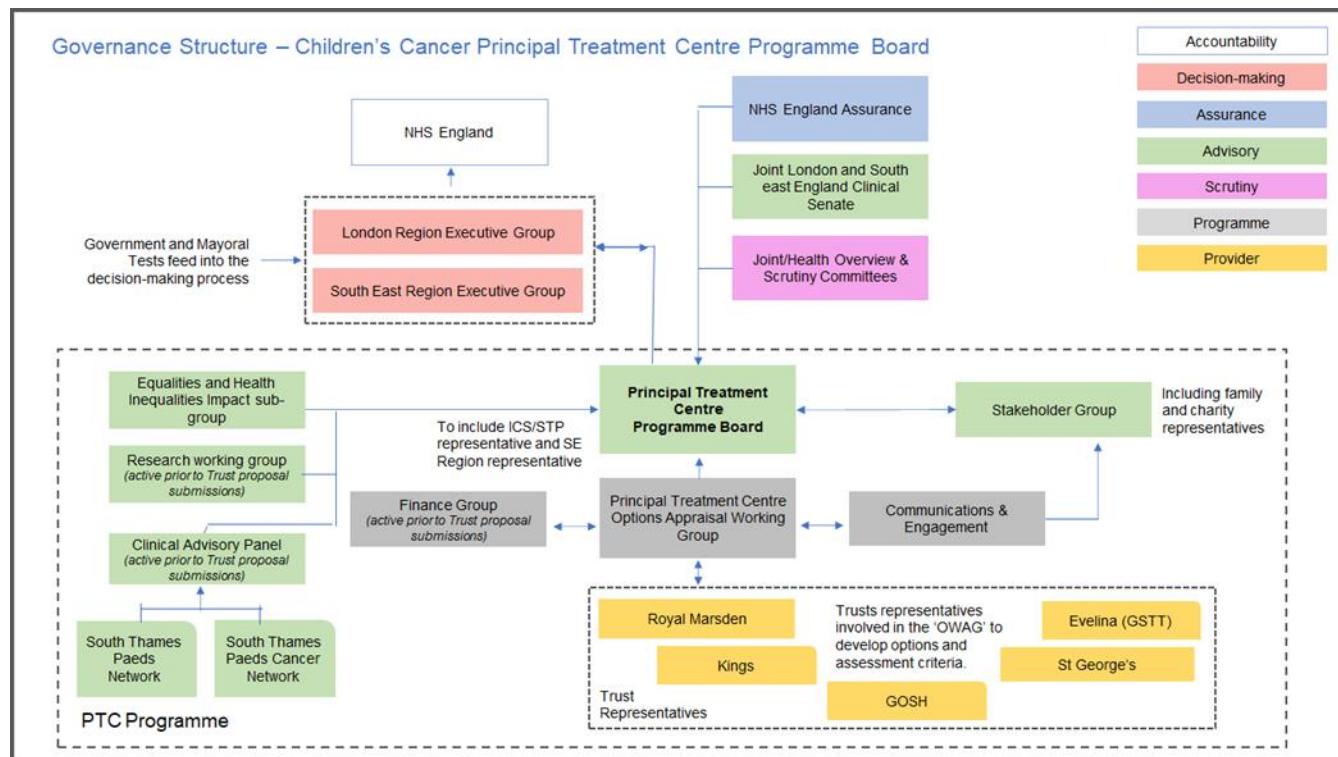 Governance Structure – Children's Cancer Principal Treatment Centre Programme Board
Accountability
Decision-making
Assurance
Advisory
Scrutiny
Programme
Provider
NHS England
NHS England Assurance
Joint London and South
east England Clinical
Senate
Joint/Health Overview &
Scrutiny Committees
Government and Mayoral
Tests feed into the
decision-making process
London Region Executive Group
South East Region Executive Group
Equalities and Health
Inequalities Impact sub-
group
Research working group
(active prior to Trust proposal
submissions)
Clinical Advisory Panel
(active prior to Trust proposal
submissions)
South Thames
Paeds
Network
South Thames
Paeds Cancer
Network
PTC Programme
To include ICS/STP
representative and SE
Region representative
Principal Treatment
Centre
Programme Board
Stakeholder Group
Including family
and charity
representatives
Finance Group
(active prior to Trust proposal
submissions)
Principal Treatment Centre
Options Appraisal Working
Group
Communications &
Engagement
Royal Marsden
Kings
Trusts representatives
involved in the 'OWAG' to
develop options and
assessment criteria.
Evelina (GSTT)
St George's
GOSH
Trust
Representatives